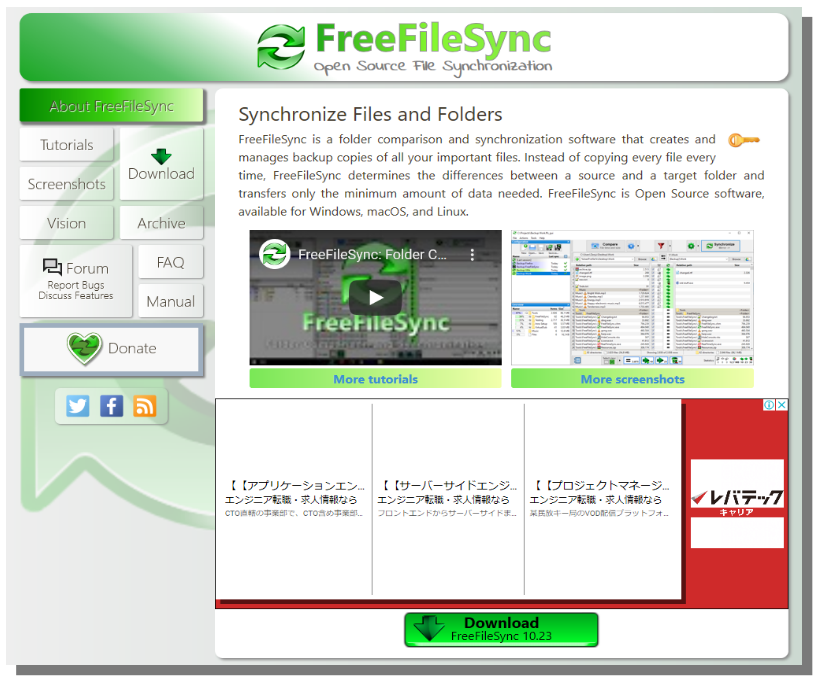 FreeFileSync
Open Source File Synchronization
About FreeFileSync
Tutorials
Download
Screenshots
Vision
Archive
Forum
Report Bugs
Discuss Features
FAQ
Manual
Donate
Synchronize Files and Folders
FreeFileSync is a folder comparison and synchronization software that creates and
manages backup copies of all your important files. Instead of copying every file every
time, FreeFileSync determines the differences between a source and a target folder and
transfers only the minimum amount of data needed. FreeFileSync is Open Source software,
available for Windows, macOS, and Linux.
FreeFileSync: Folder C...
FreeFileSync
Compare
Synchronize
More tutorials
More screenshots
【【アプリケーションエン...
エンジニア転職・求人情報なら
CTO直轄の事業部で、CTO含め事業部...
【【サーバーサイドエンジ...
エンジニア転職・求人情報なら
フロントエンドからサーバーサイドま...
【【プロジェクトマネージ...
エンジニア転職・求人情報なら
某民放キー局のVOD配信プラットフォ...
レバテック
キャリア
Download
FreeFileSync 10.23